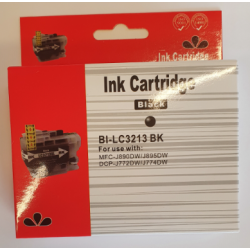 Ink Cartridge
Black
BI-LC3213 BK
For use with:
MFC-J890DW/J895DW
DCP-J772DW/J774DW